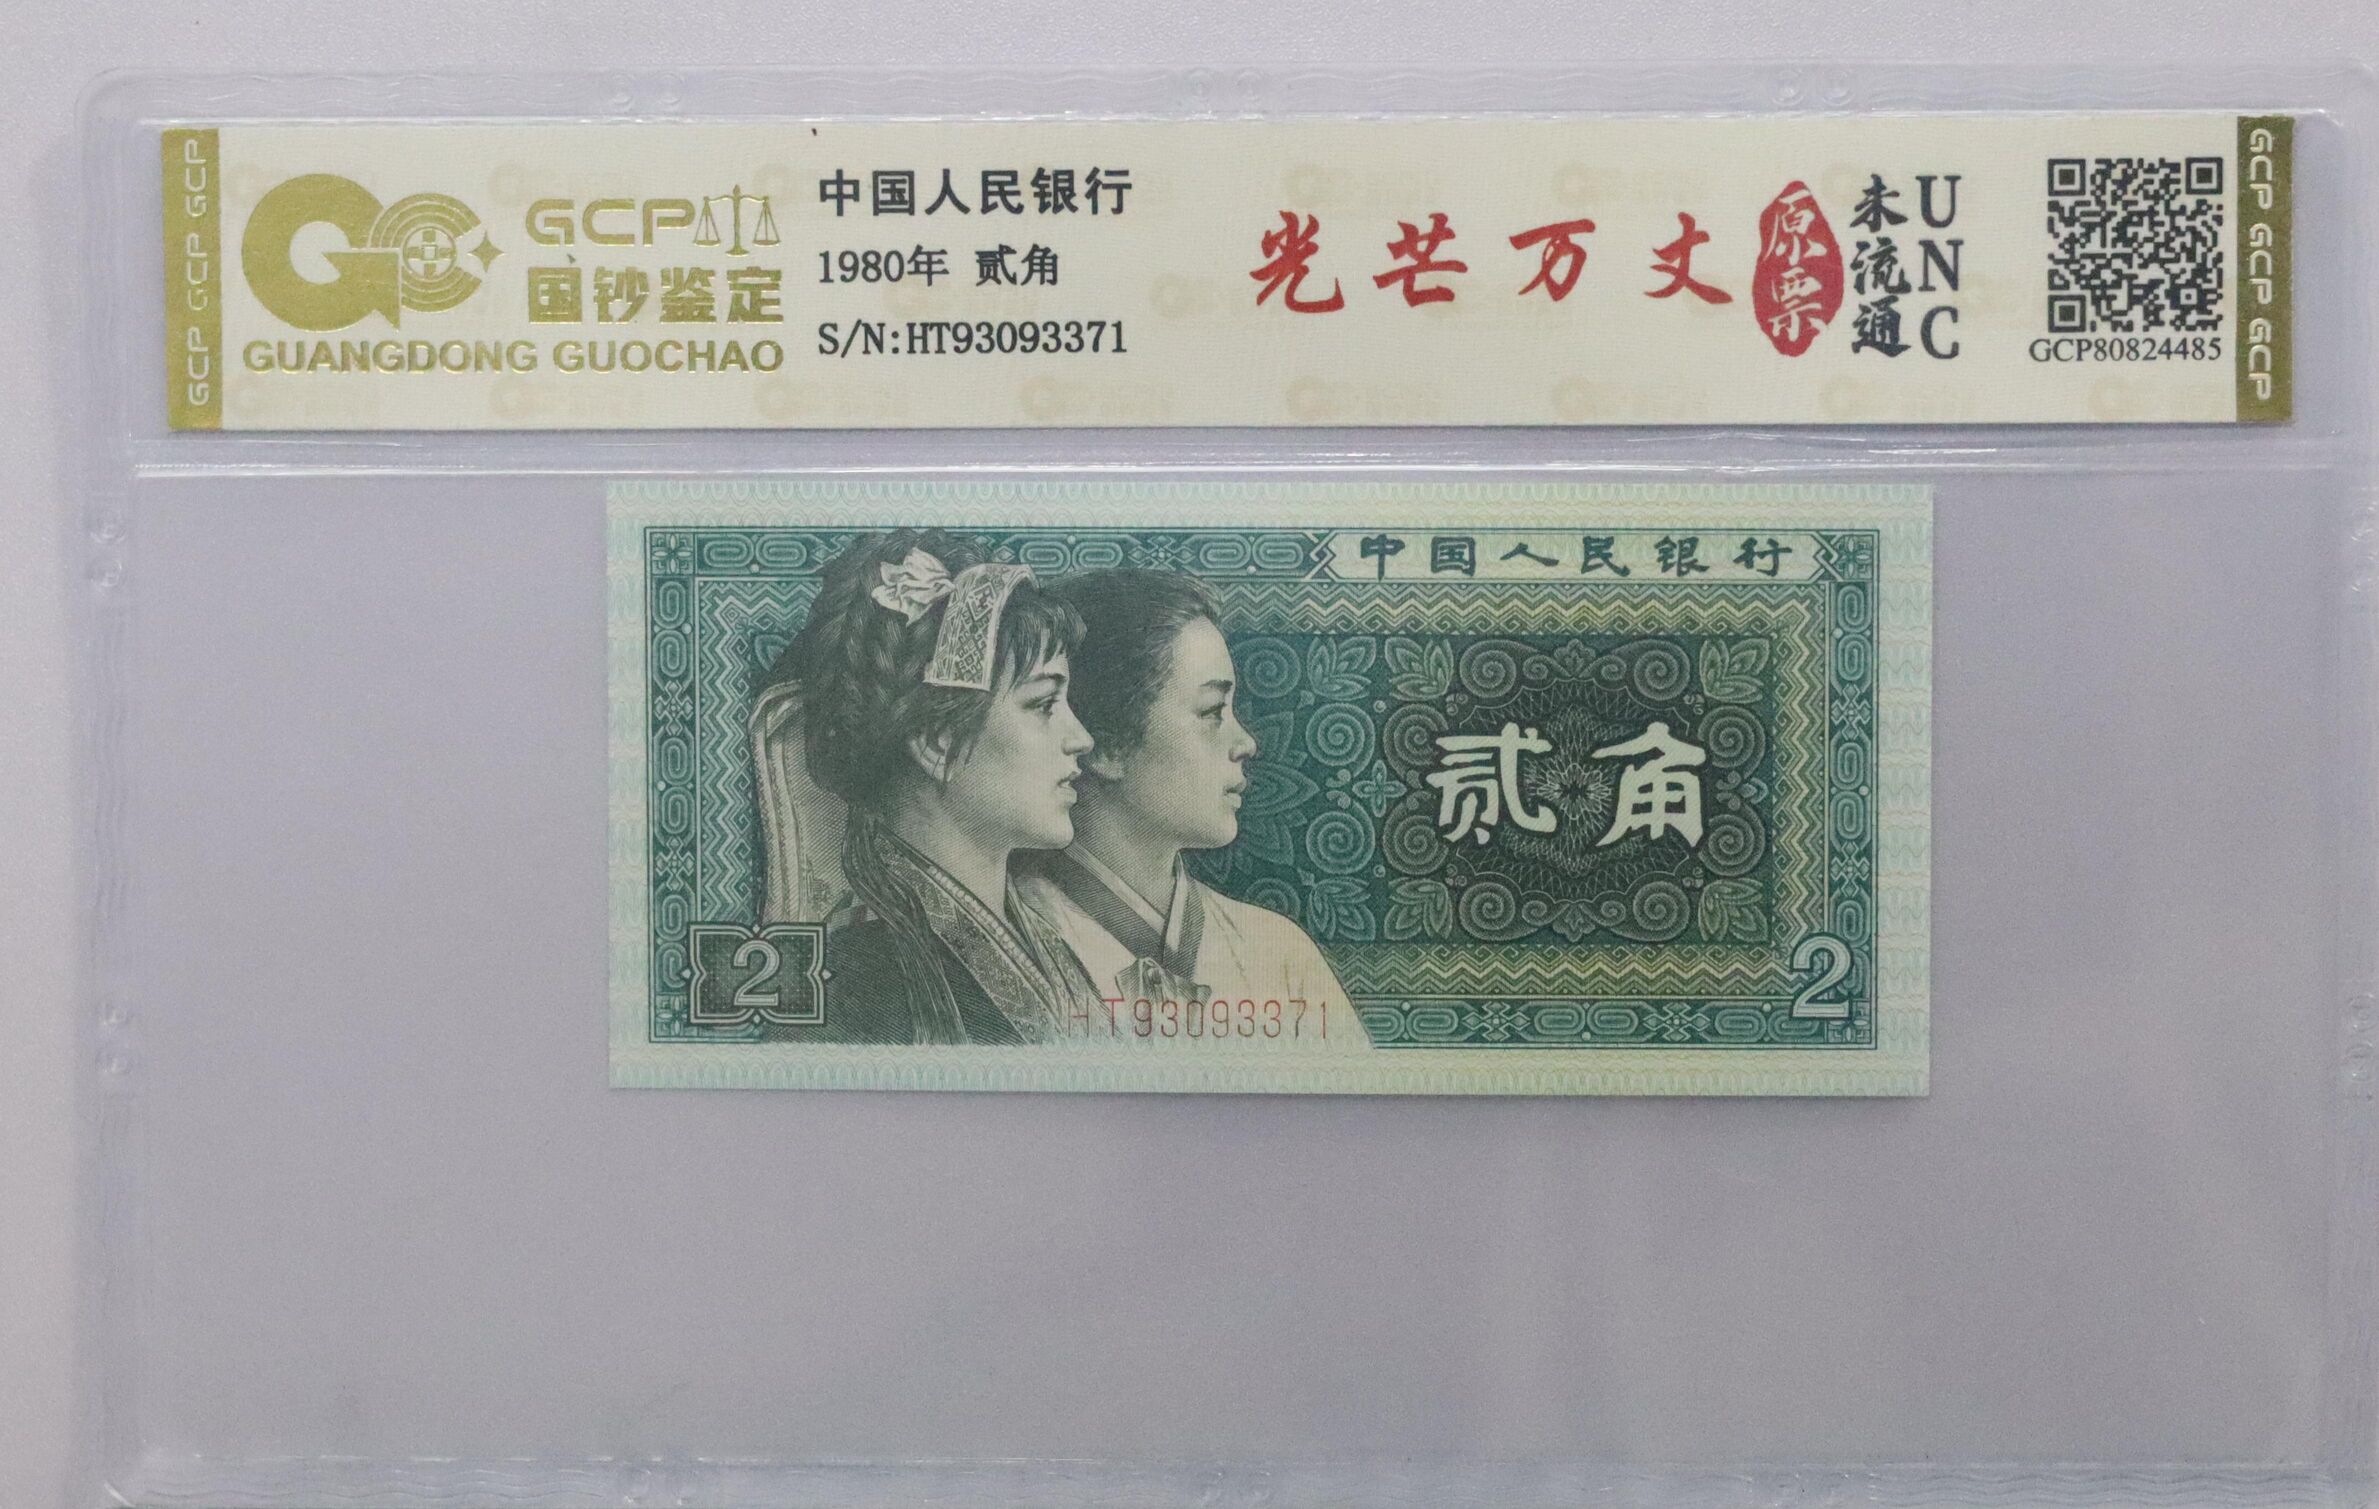 GCP GCP GCP
GCP
国钞鉴定
GUANGDONG GUOCHAO
中国人民银行
1980年 贰角
S/N:HT93093371
光芒万丈
原票
未流通
UNC
GCP80824485
GCP GCP GCP
中国人民银行
贰角
2
2
HT93093371